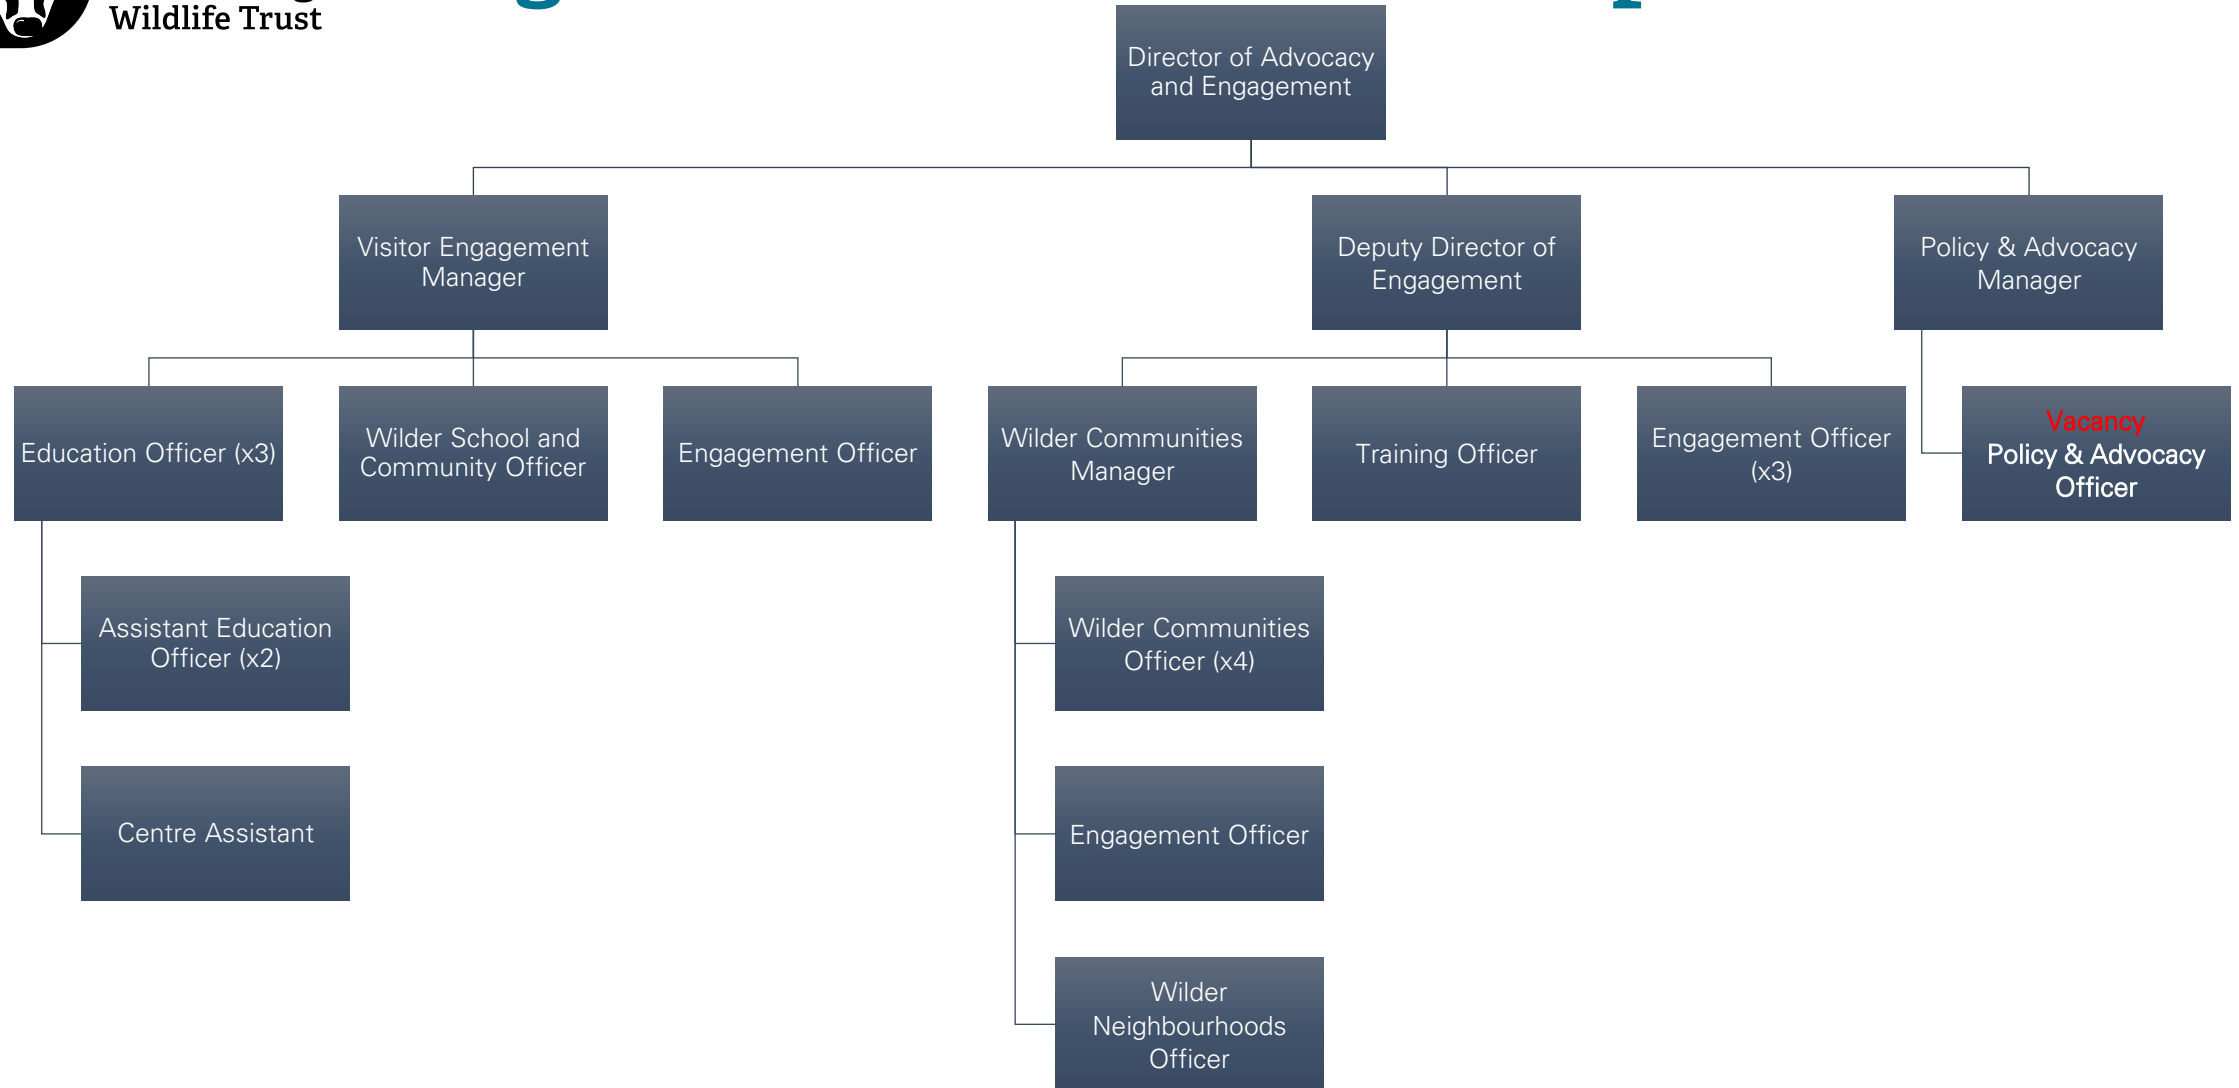 Wildlife Trust
Director of Advocacy
and Engagement
Visitor Engagement
Manager
Deputy Director of
Engagement
Policy & Advocacy
Manager
Education Officer (x3)
Wilder School and
Community Officer
Engagement Officer
Wilder Communities
Manager
Training Officer
Engagement Officer
(x3)
Vacancy
Policy & Advocacy
Officer
Assistant Education
Officer (x2)
Wilder Communities
Officer (x4)
Centre Assistant
Engagement Officer
Wilder
Neighbourhoods
Officer